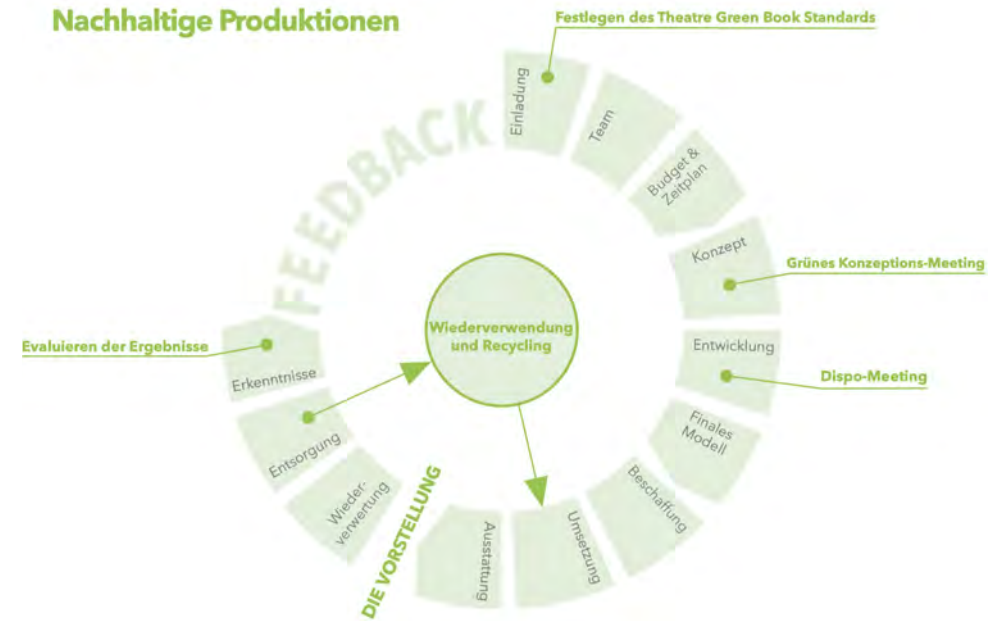 Nachhaltige Produktionen
Festlegen des Theatre Green Book Standards
Einladung
Team
Budget &
Zeitplan
Konzept
Grünes Konzeptions-Meeting
Entwicklung
Dispo-Meeting
Finales
Modell
Beschaffung
Umsetzung
Ausstattung
DIE VORSTELLUNG
Wieder-
verwertung
Entsorgung
Erkenntnisse
Evaluieren der Ergebnisse
FEEDBACK
Wiederverwendung
und Recycling